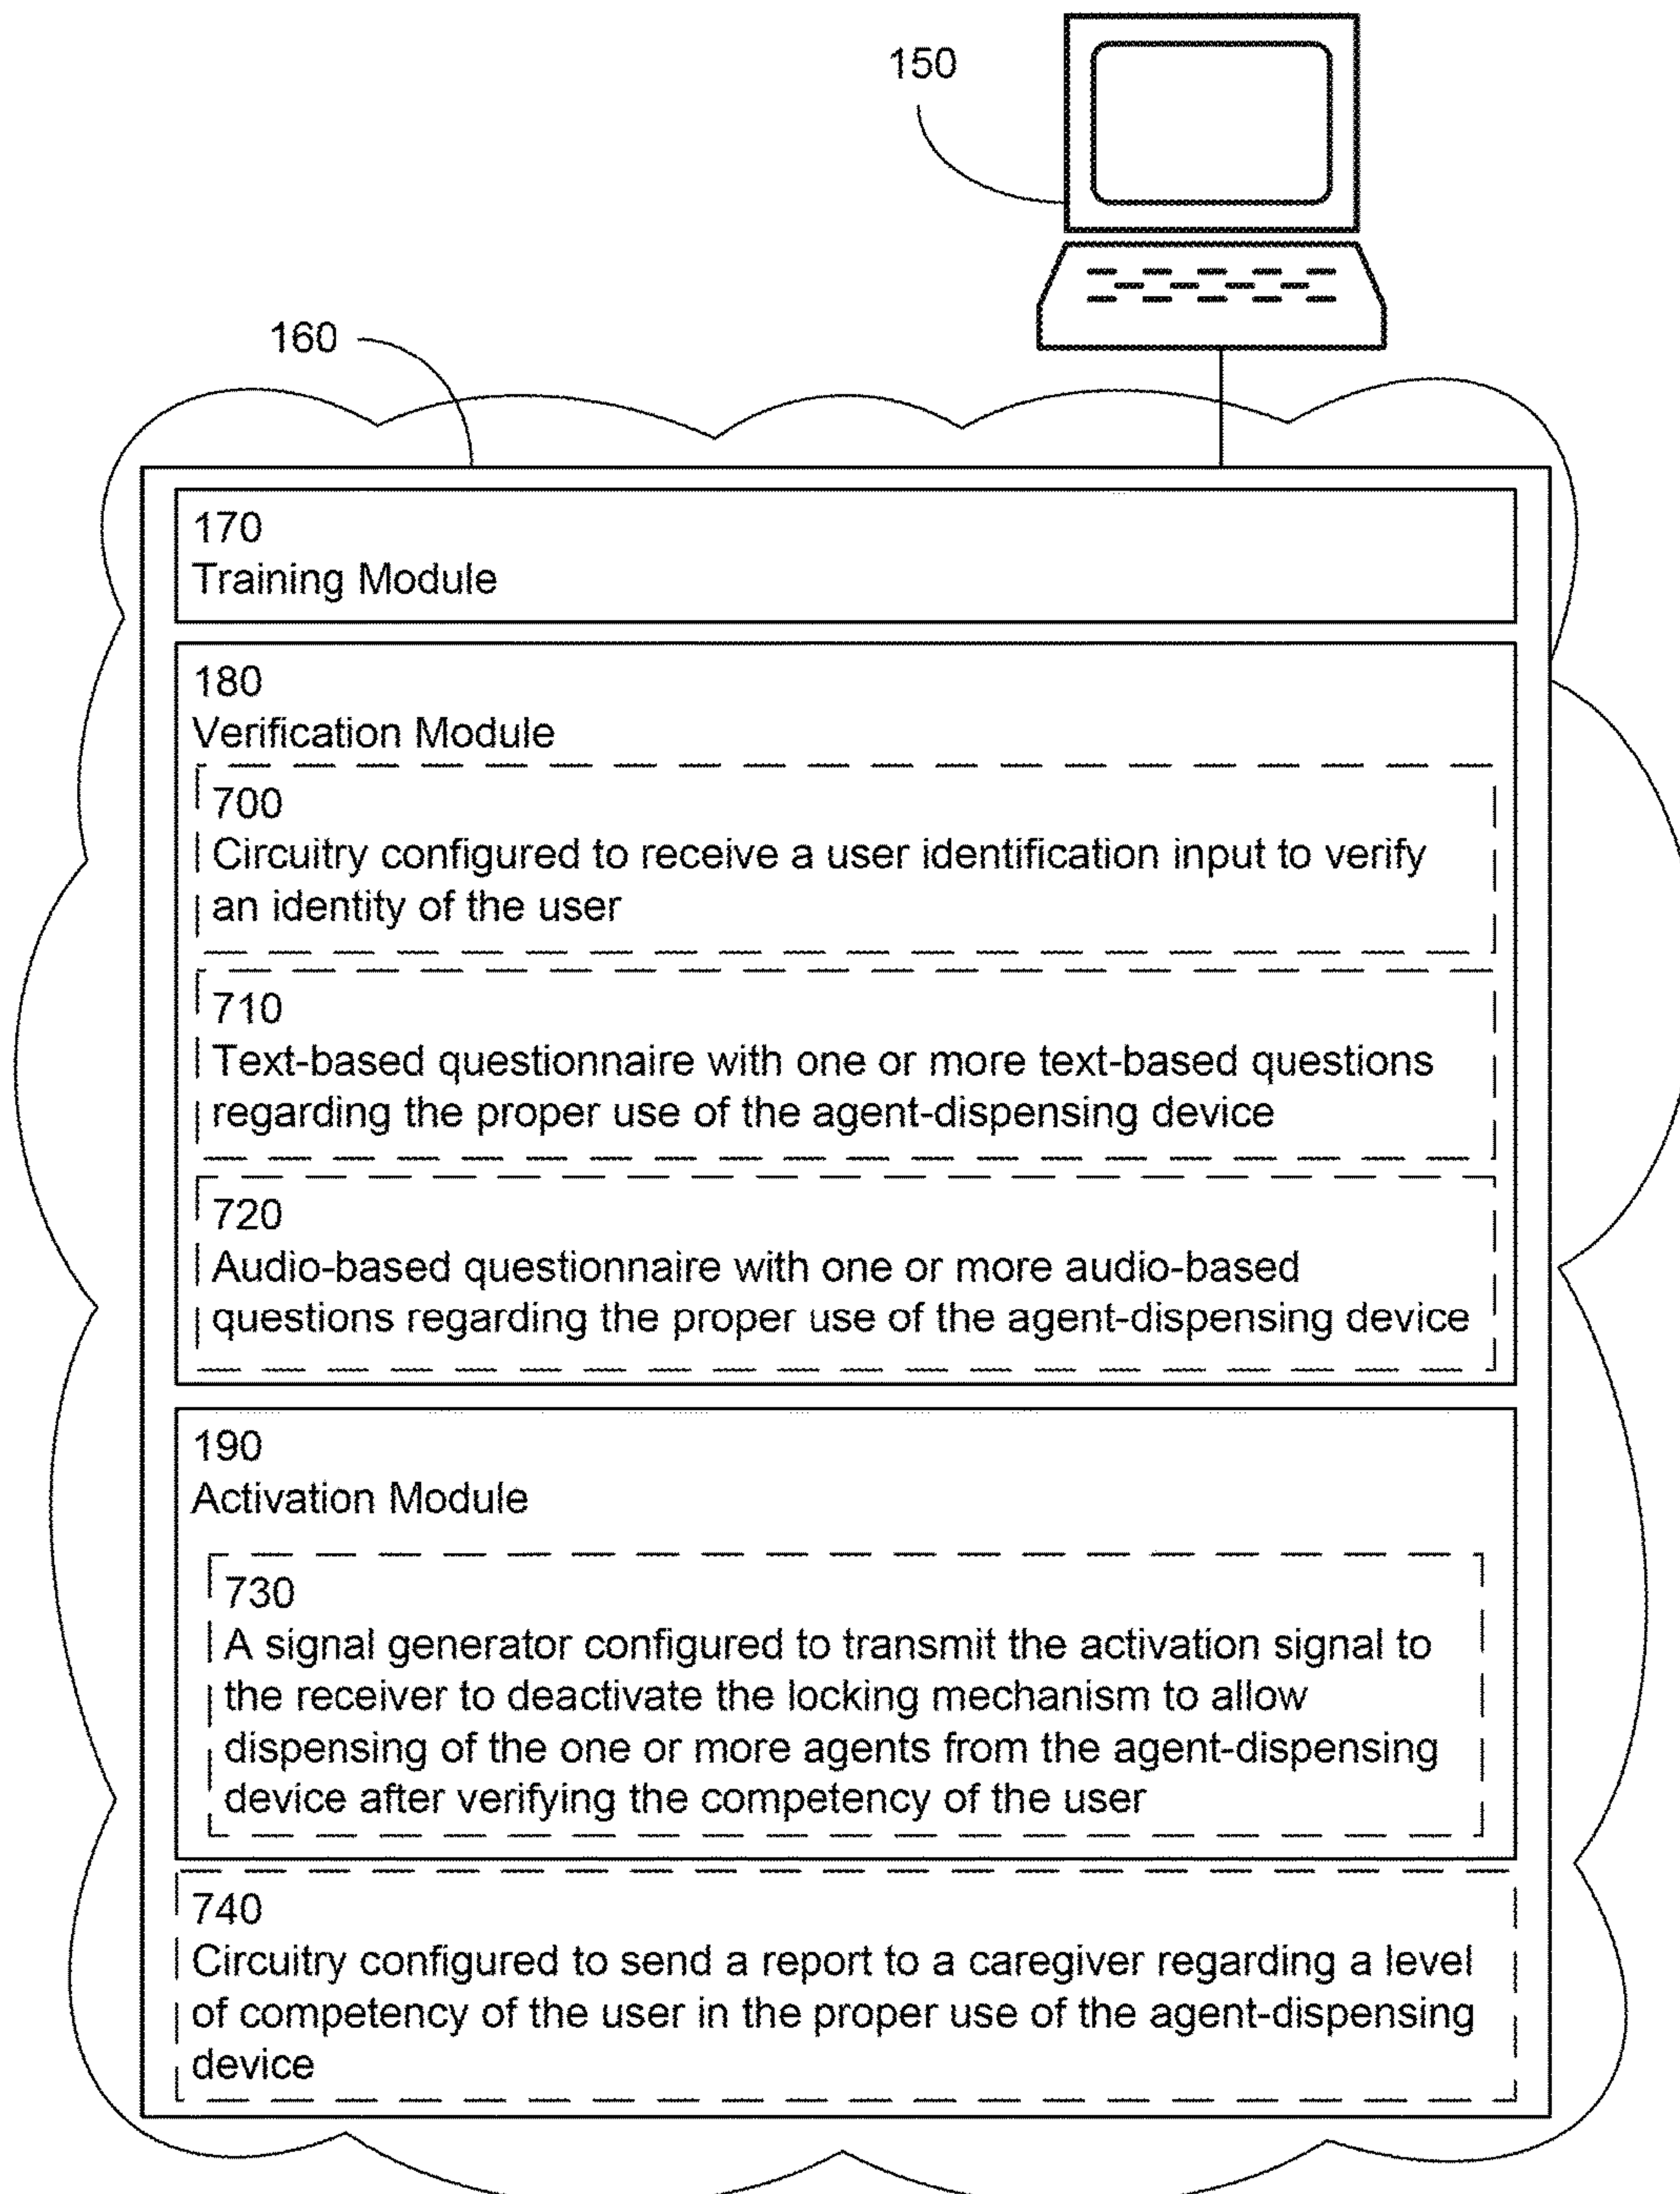 150
160
170
Training Module
180
Verification Module
700
Circuitry configured to receive a user identification input to verify
an identity of the user
710
Text-based questionnaire with one or more text-based questions
regarding the proper use of the agent-dispensing device
720
Audio-based questionnaire with one or more audio-based
questions regarding the proper use of the agent-dispensing device
190
Activation Module
730
A signal generator configured to transmit the activation signal to
the receiver to deactivate the locking mechanism to allow
dispensing of the one or more agents from the agent-dispensing
device after verifying the competency of the user
740
Circuitry configured to send a report to a caregiver regarding a level
of competency of the user in the proper use of the agent-dispensing
device